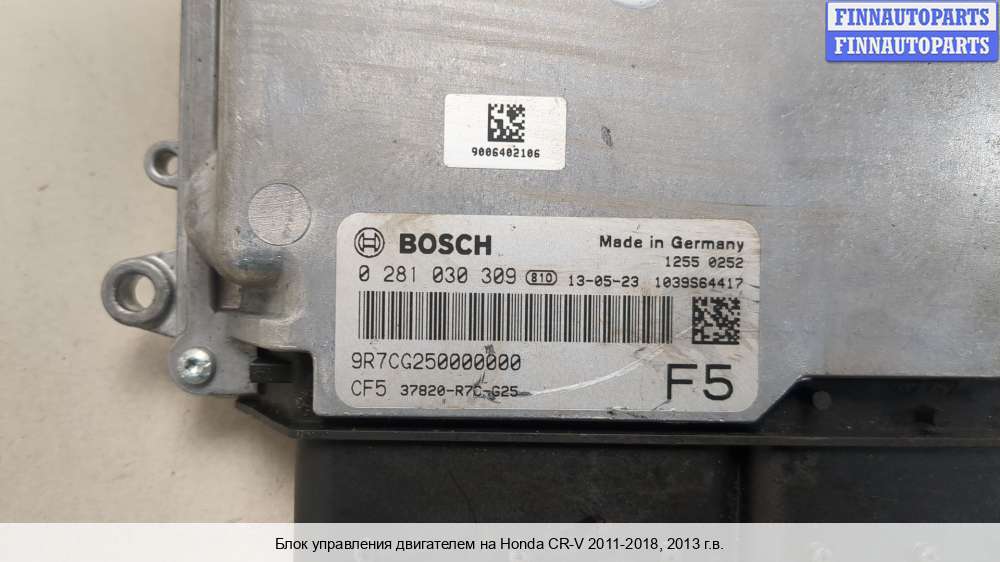 FINNAUTOPARTS
FINNAUTOPARTS
9006402106
BOSCH Made in Germany
1255 0252
0 281 030 309 810 13-05-23 1039S64417
9R7CG250000000
CF5 37820-R7C-G25
F5
Блок управления двигателем на Honda CR-V 2011-2018, 2013 г.в.